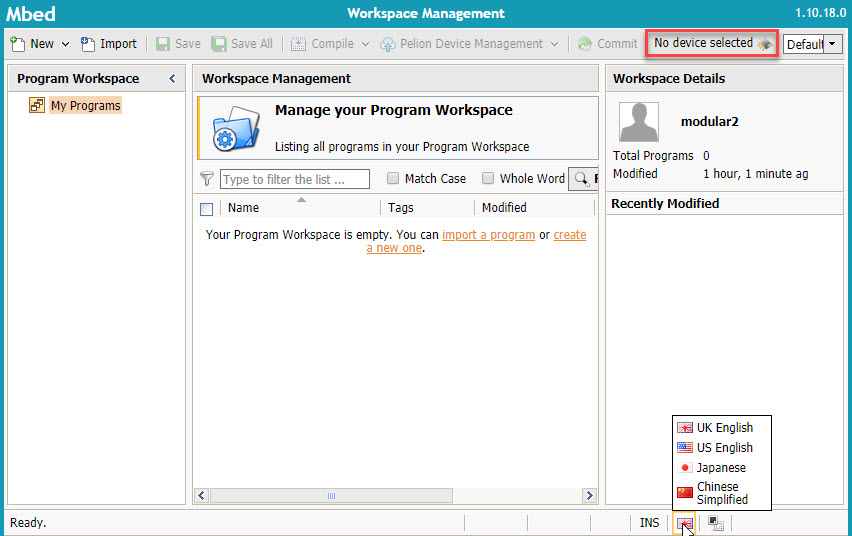 Mbed
Workspace Management
1.10.18.0
New
Import
Save
Save All
Compile
Pelion Device Management
Commit
No device selected
Default
Program Workspace
My Programs
Workspace Management
Manage your Program Workspace
Listing all programs in your Program Workspace
Type to filter the list ...
Match Case
Whole Word
Name
Tags
Modified
Your Program Workspace is empty. You can import a program or create
a new one.
Workspace Details
modular2
Total Programs 0
Modified 1 hour, 1 minute ag
Recently Modified
UK English
US English
Japanese
Chinese
Simplified
Ready.
INS